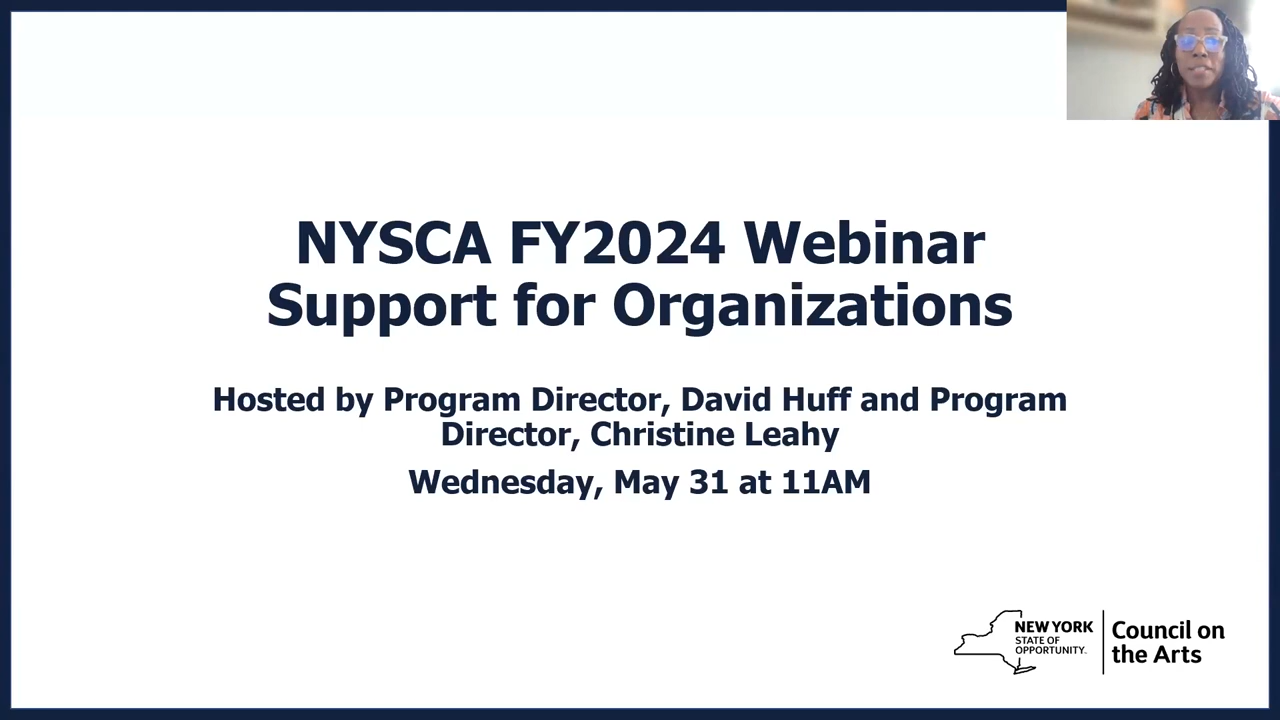 NYSCA FY2024 Webinar
Support for Organizations
Hosted by Program Director, David Huff and Program
Director, Christine Leahy
Wednesday, May 31 at 11AM
NEW YORK
STATE OF
OPPORTUNITY.
Council on
the Arts